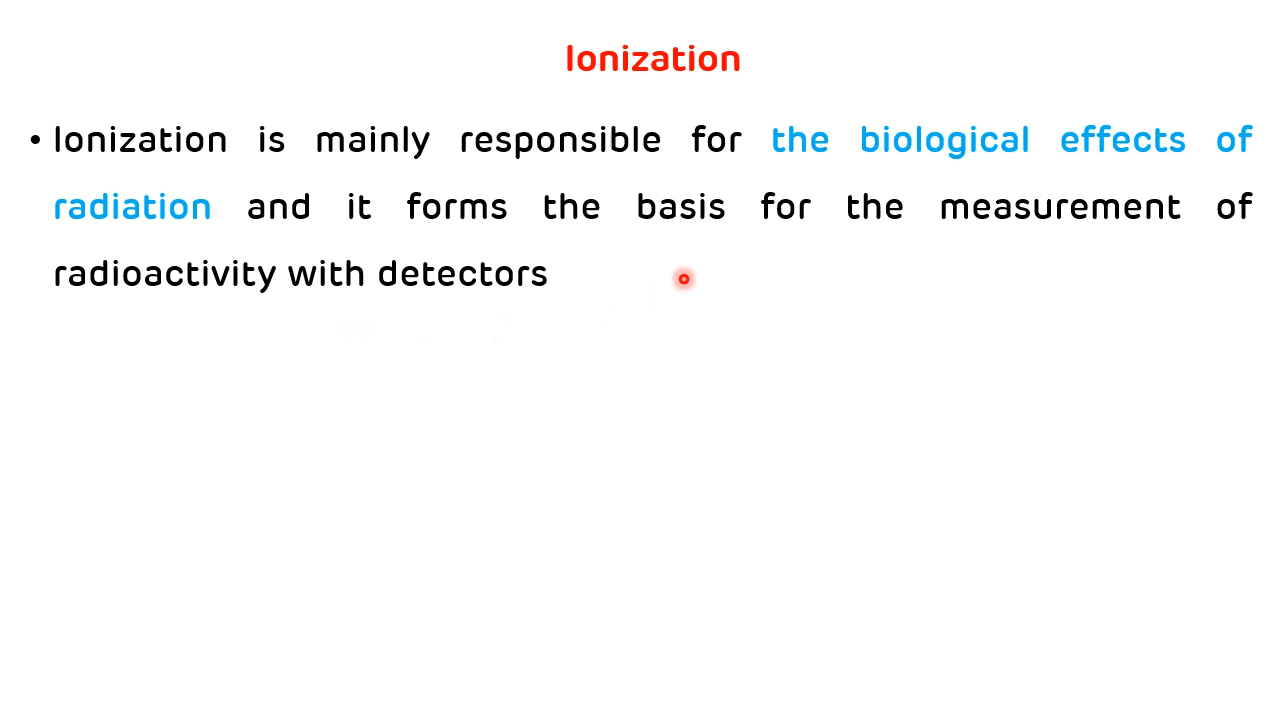 Ionization
• Ionization is mainly responsible for the biological effects of
radiation and it forms the basis for the measurement of
radioactivity with detectors